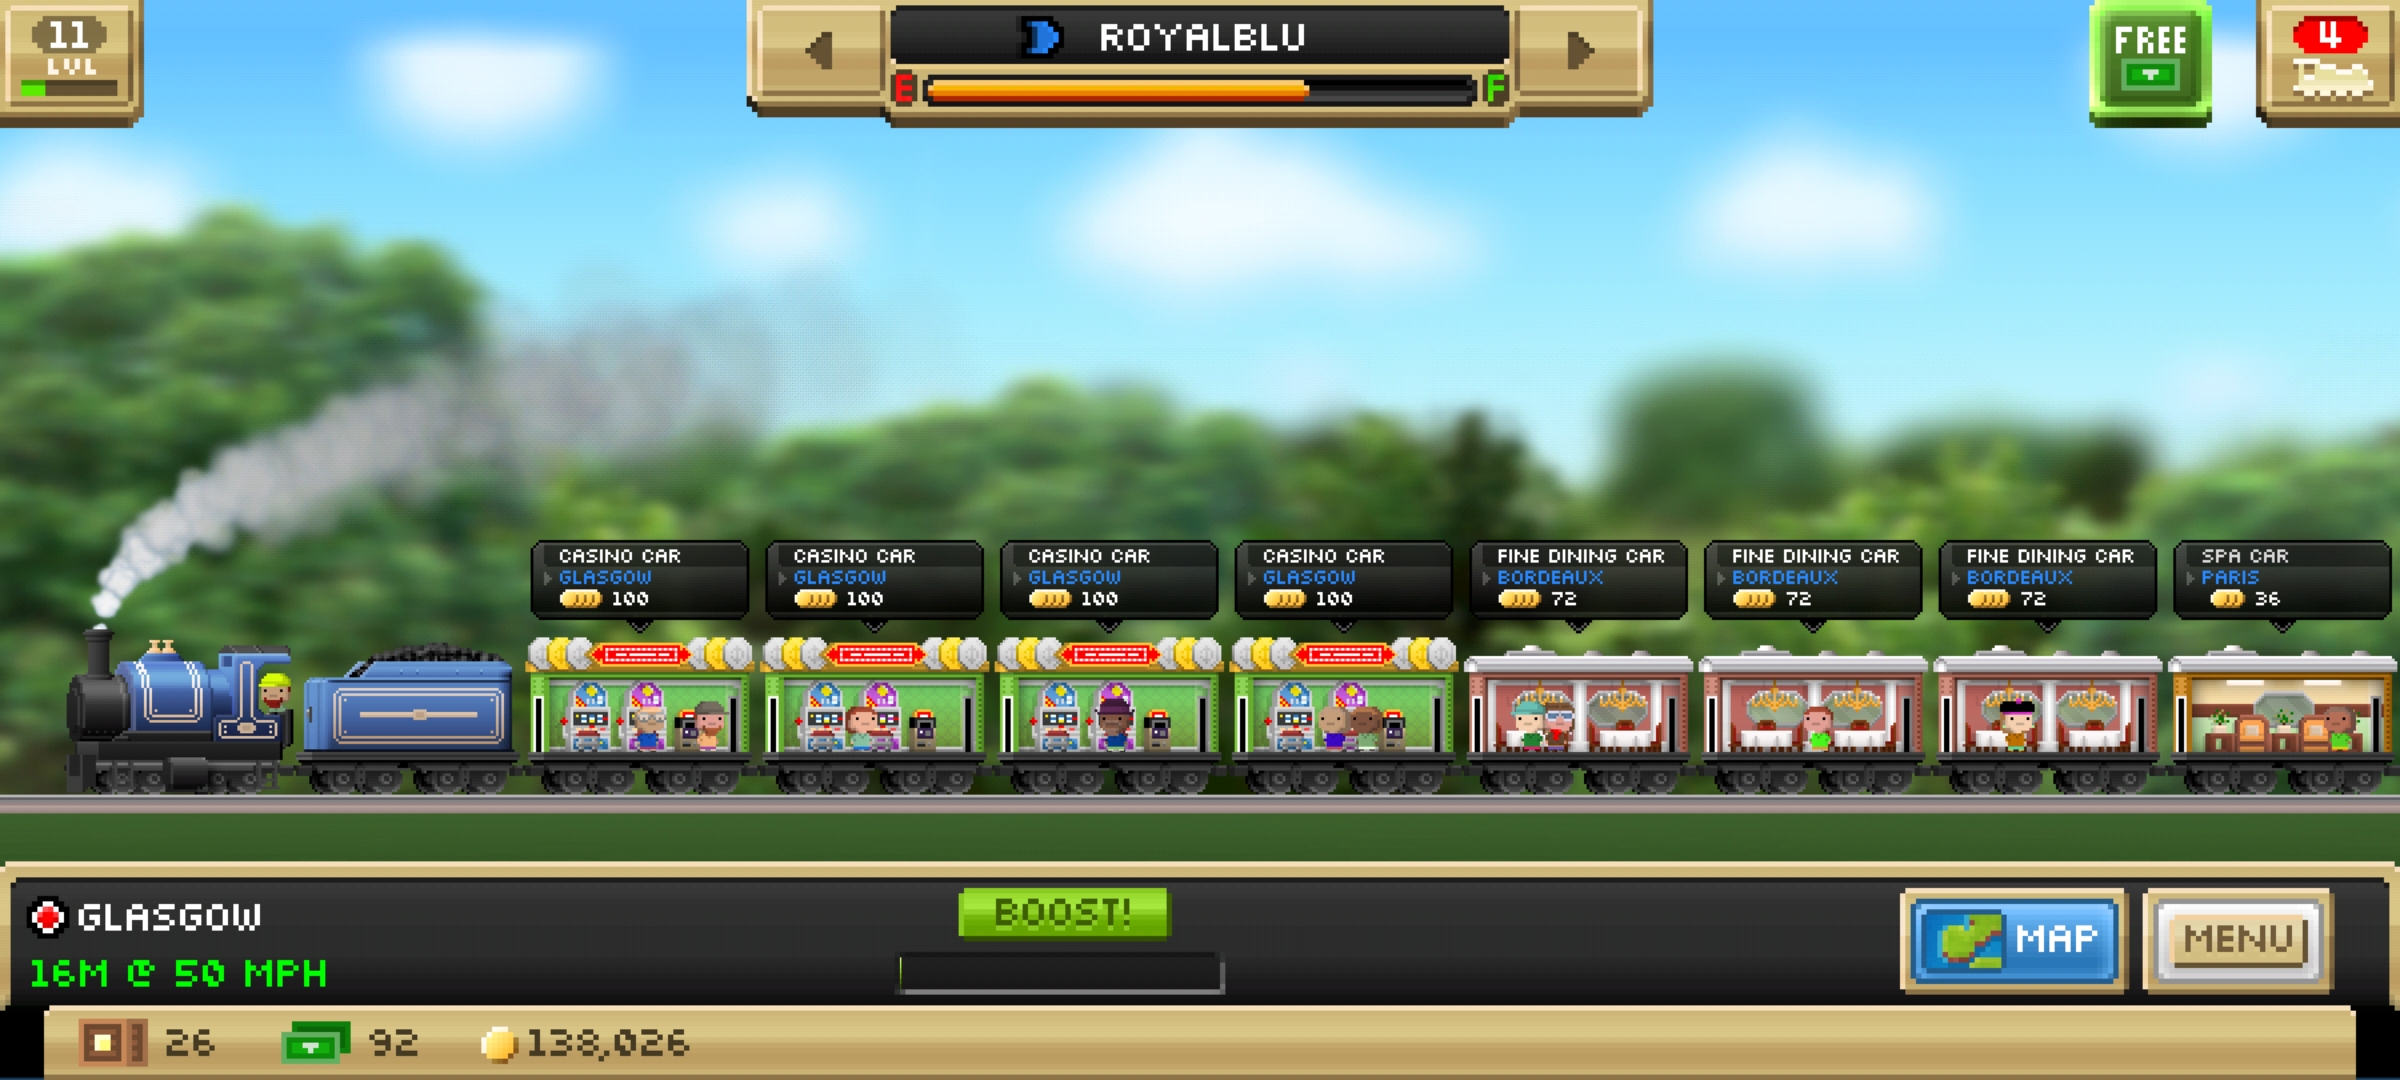 11
LVL
ROYALBLU
E F
FREE
4
CASINO CAR
GLASGOW
100
CASINO CAR
GLASGOW
100
CASINO CAR
GLASGOW
100
CASINO CAR
GLASGOW
100
FINE DINING CAR
BORDEAUX
72
FINE DINING CAR
BORDEAUX
72
FINE DINING CAR
BORDEAUX
72
SPA CAR
PARIS
36
GLASGOW
16M @ 50 MPH
BOOST!
MAP
MENU
26 92 138,026